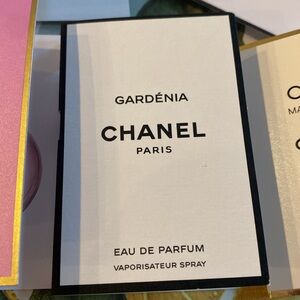 GARDÉNIA
CHANEL
PARIS
EAU DE PARFUM
VAPORISATEUR SPRAY